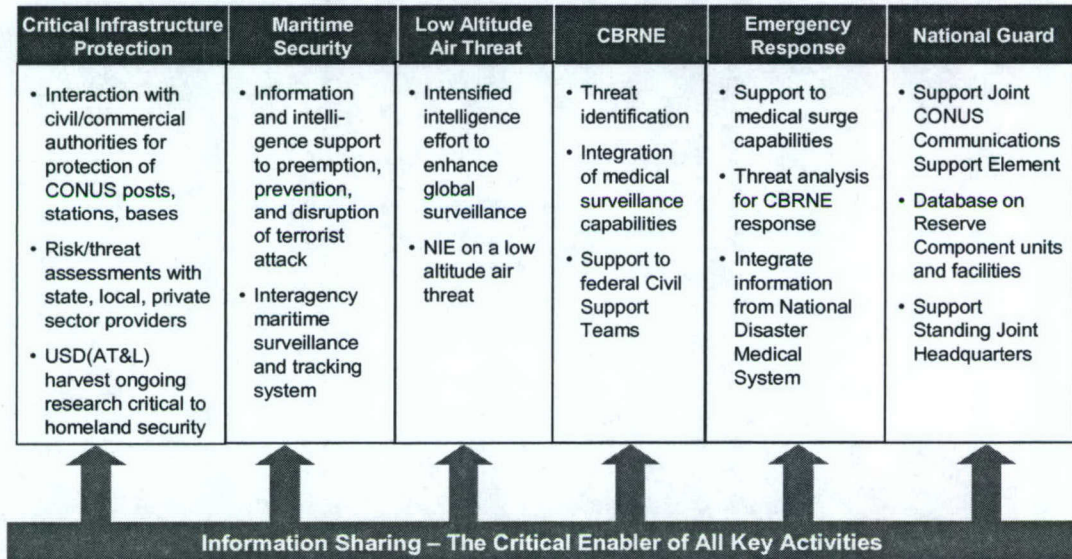 Critical Infrastructure
Protection
• Interaction with
civil/commercial
authorities for
protection of
CONUS posts,
stations, bases
• Risk/threat
assessments with
state, local, private
sector providers
• USD(AT&L)
harvest ongoing
research critical to
homeland security
Maritime
Security
• Information
and intelli-
gence support
to preemption,
prevention,
and disruption
of terrorist
attack
• Interagency
maritime
surveillance
and tracking
system
Low Altitude
Air Threat
• Intensified
intelligence
effort to
enhance
global
surveillance
• NIE on a low
altitude air
threat
CBRNE
• Threat
identification
• Integration
of medical
surveillance
capabilities
• Support to
federal Civil
Support
Teams
Emergency
Response
• Support to
medical surge
capabilities
• Threat analysis
for CBRNE
response
• Integrate
information
from National
Disaster
Medical
System
National Guard
• Support Joint
CONUS
Communications
Support Element
• Database on
Reserve
Component units
and facilities
• Support
Standing Joint
Headquarters
Information Sharing – The Critical Enabler of All Key Activities